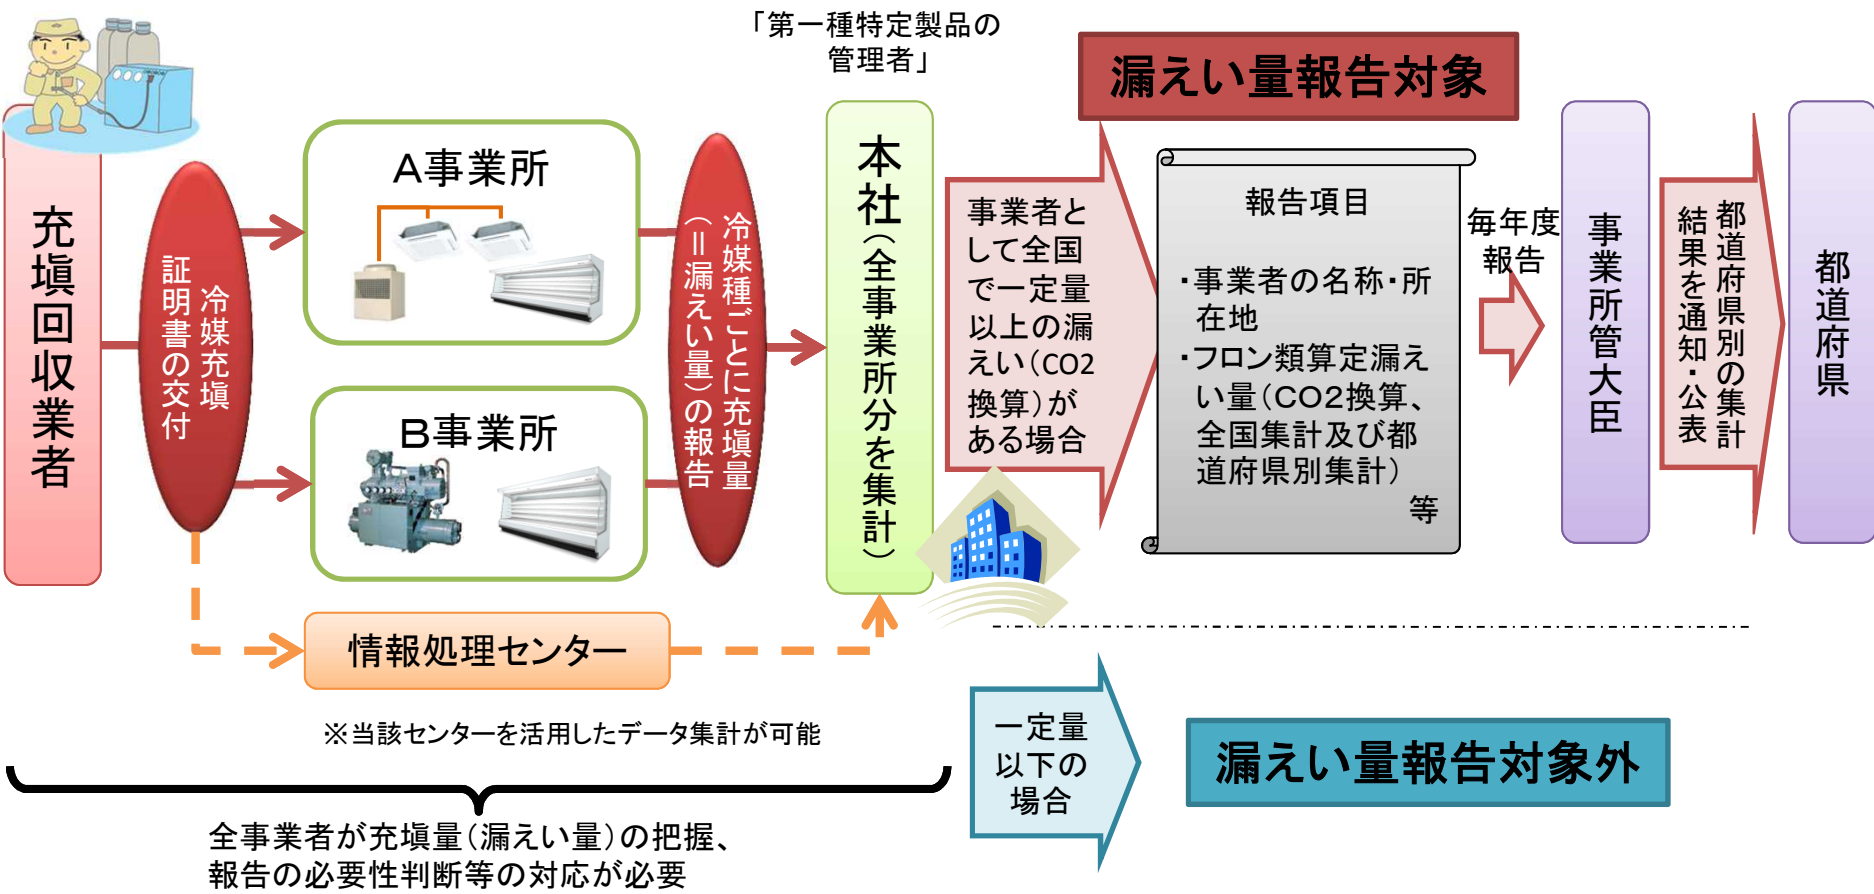 「第一種特定製品の
管理者」
漏えい量報告対象
充塡回収業者
冷媒充塡
証明書の交付
A事業所
B事業所
冷媒種ごとに充塡量
(=漏えい量)の報告
本社(全事業所分を集計)
事業者と
して全国
で一定量
以上の漏
えい(CO2
換算)が
ある場合
報告項目
・事業者の名称・所
在地
・フロン類算定漏え
い量(CO2換算、
全国集計及び都
道府県別集計)
等
毎年度
報告
事業所管大臣
都道府県別の集計
結果を通知・公表
都道府県
情報処理センター
※当該センターを活用したデータ集計が可能
一定量
以下の
場合
漏えい量報告対象外
全事業者が充塡量(漏えい量)の把握、
報告の必要性判断等の対応が必要